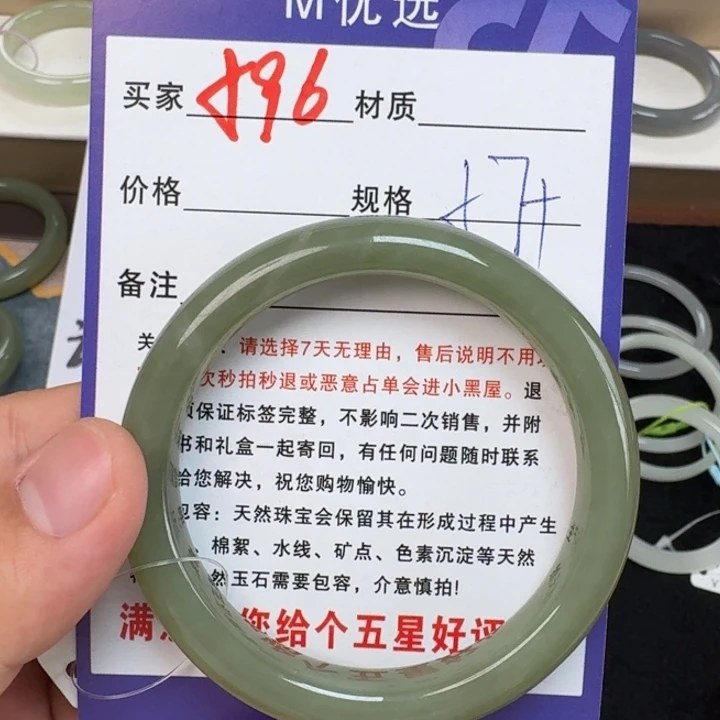 M优选
买家 896 材质
价格 规格
备注
关 请选择7天无理由，售后说明不用
次秒拍秒退或恶意占单会进小黑屋。退
保证标签完整，不影响二次销售，并附
书和礼盒一起寄回，有任何问题随时联系
给您解决，祝您购物愉快。
包容：天然珠宝会保留其在形成过程中产生
、棉絮、水线、矿点、色素沉淀等天然
然玉石需要包容，介意慎拍！
满 您给个五星好评